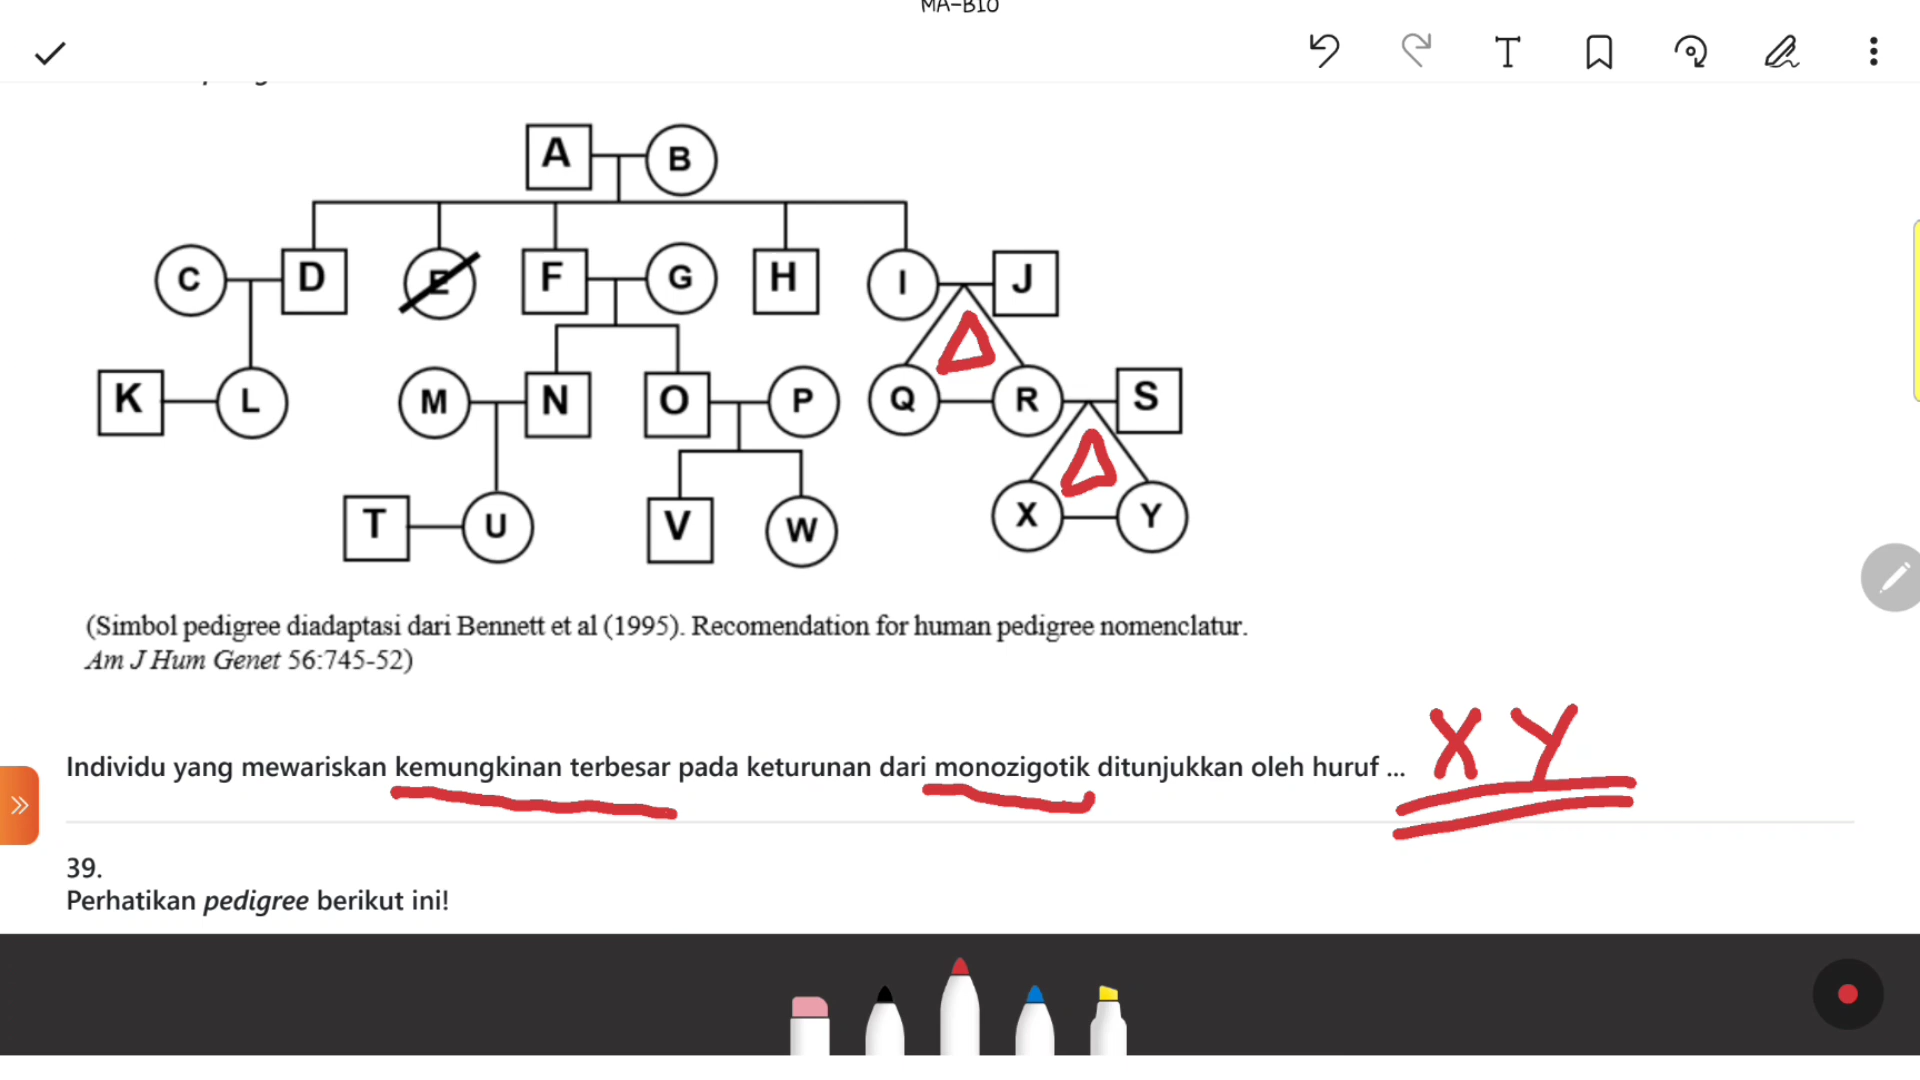 MA-BIO
A B
C D E F G H I J
K L M N O P Q R S
T U V W X Y
(Simbol pedigree diadaptasi dari Bennett et al (1995). Recomendation for human pedigree nomenclatur.
Am J Hum Genet 56:745-52)
X Y
Individu yang mewariskan kemungkinan terbesar pada keturunan dari monozigotik ditunjukkan oleh huruf ...
39.
Perhatikan pedigree berikut ini!